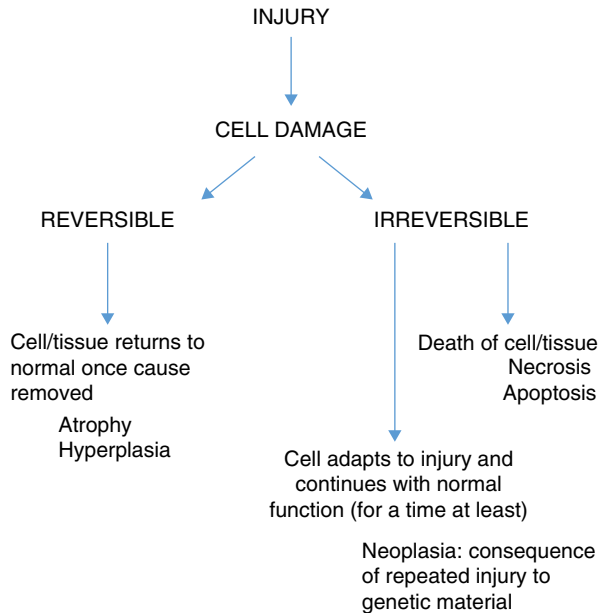 INJURY
CELL DAMAGE
REVERSIBLE
IRREVERSIBLE
Cell/tissue returns to
normal once cause
removed
Atrophy
Hyperplasia
Death of cell/tissue
Necrosis
Apoptosis
Cell adapts to injury and
continues with normal
function (for a time at least)
Neoplasia: consequence
of repeated injury to
genetic material